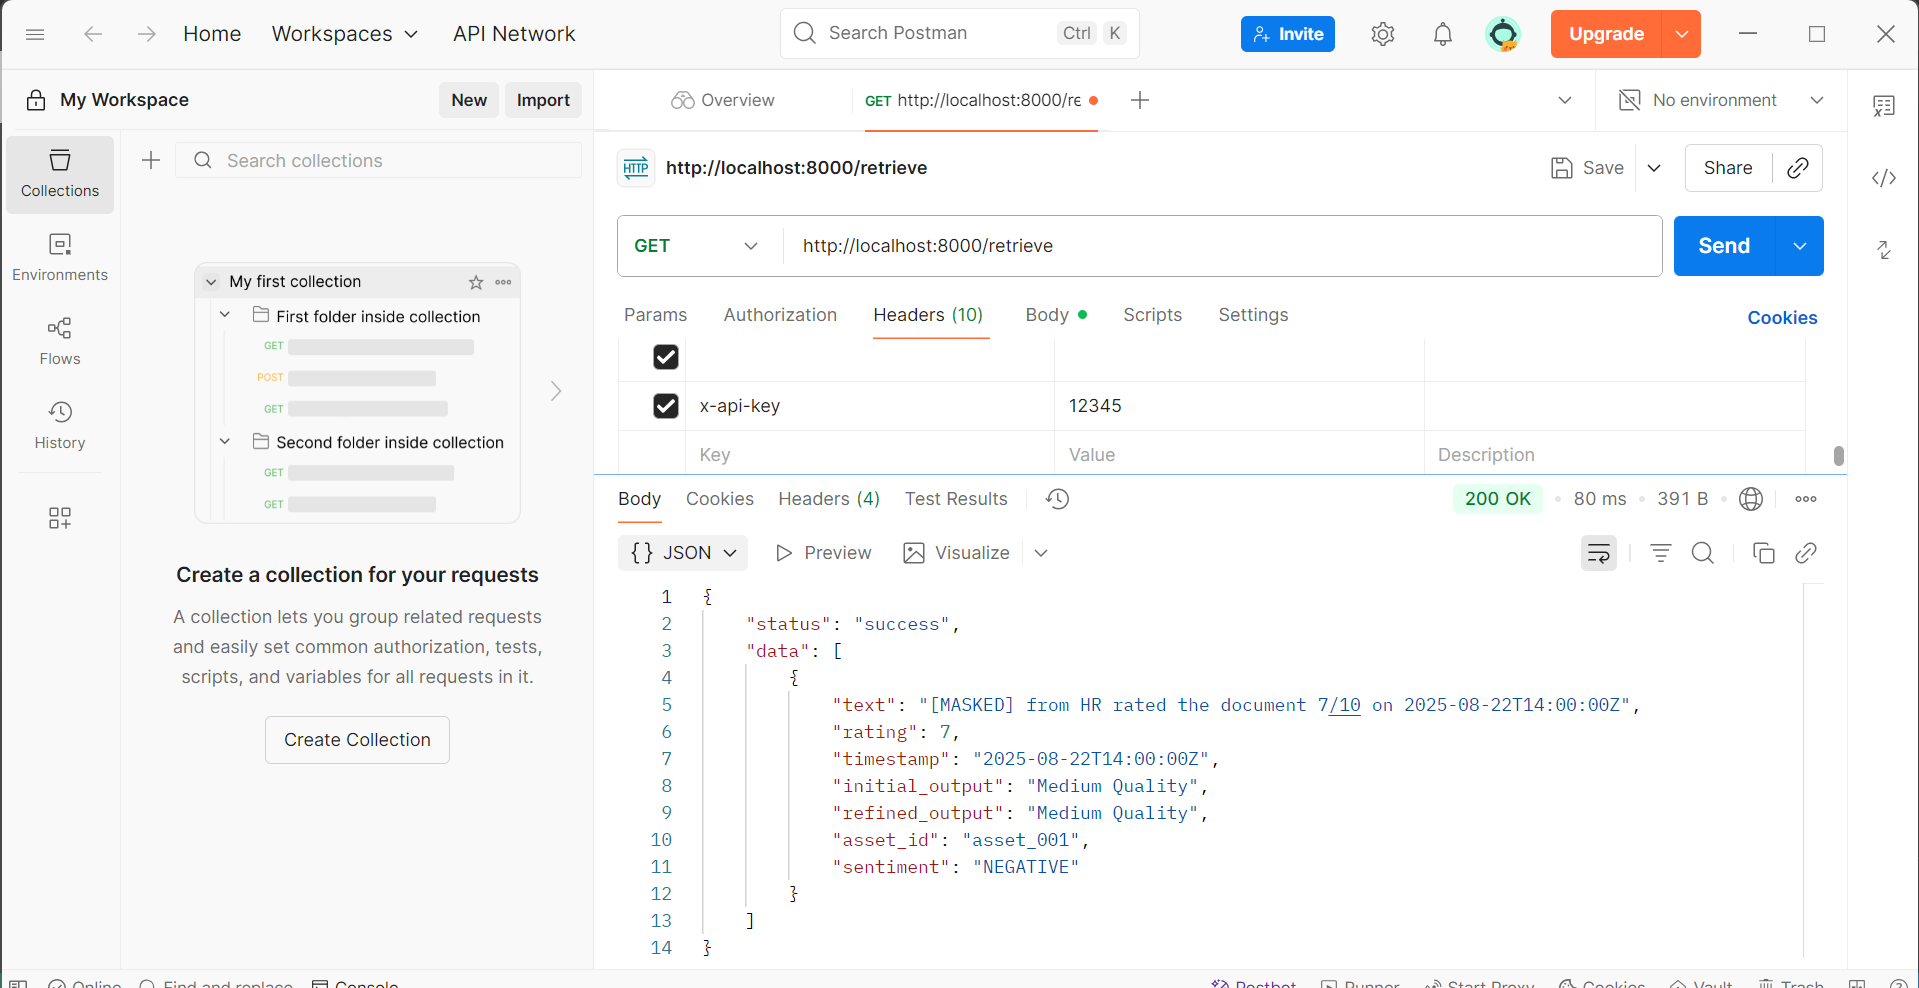 Home Workspaces API Network Search Postman Ctrl K Invite Upgrade
My Workspace New Import Overview GET http://localhost:8000/re No environment
Collections
Environments
Flows
History
Search collections
My first collection
First folder inside collection
GET
POST
GET
Second folder inside collection
GET
GET
Create a collection for your requests
A collection lets you group related requests
and easily set common authorization, tests,
scripts, and variables for all requests in it.
Create Collection
HTTP http://localhost:8000/retrieve Save Share
GET http://localhost:8000/retrieve Send
Params Authorization Headers (10) Body Scripts Settings Cookies
x-api-key 12345
Key Value Description
Body Cookies Headers (4) Test Results 200 OK 80 ms 391 B
{} JSON Preview Visualize
1 {
2 "status": "success",
3 "data": [
4 {
5 "text": "[MASKED] from HR rated the document 7/10 on 2025-08-22T14:00:00Z",
6 "rating": 7,
7 "timestamp": "2025-08-22T14:00:00Z",
8 "initial_output": "Medium Quality",
9 "refined_output": "Medium Quality",
10 "asset_id": "asset_001",
11 "sentiment": "NEGATIVE"
12 }
13 ]
14 }
Online Find and replace Console Postbot Runner Start Proxy Cookies Vault Trash